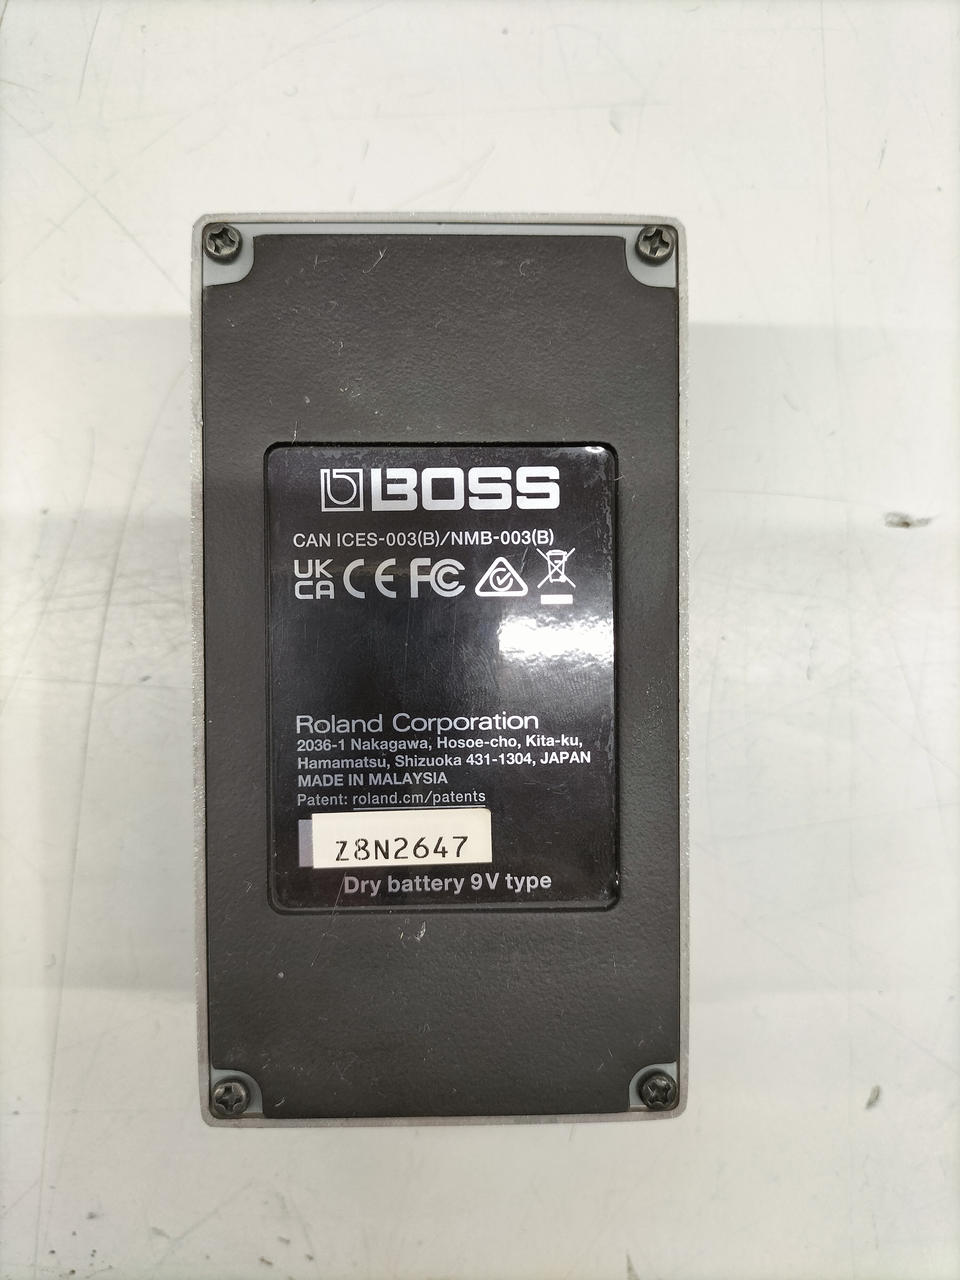 BOSS
CAN ICES-003(B)/NMB-003(B)
UK CA CE FC
Roland Corporation
2036-1 Nakagawa, Hosoe-cho, Kita-ku,
Hamamatsu, Shizuoka 431-1304, JAPAN
MADE IN MALAYSIA
Patent: roland.cm/patents
Z8N2647
Dry battery 9V type